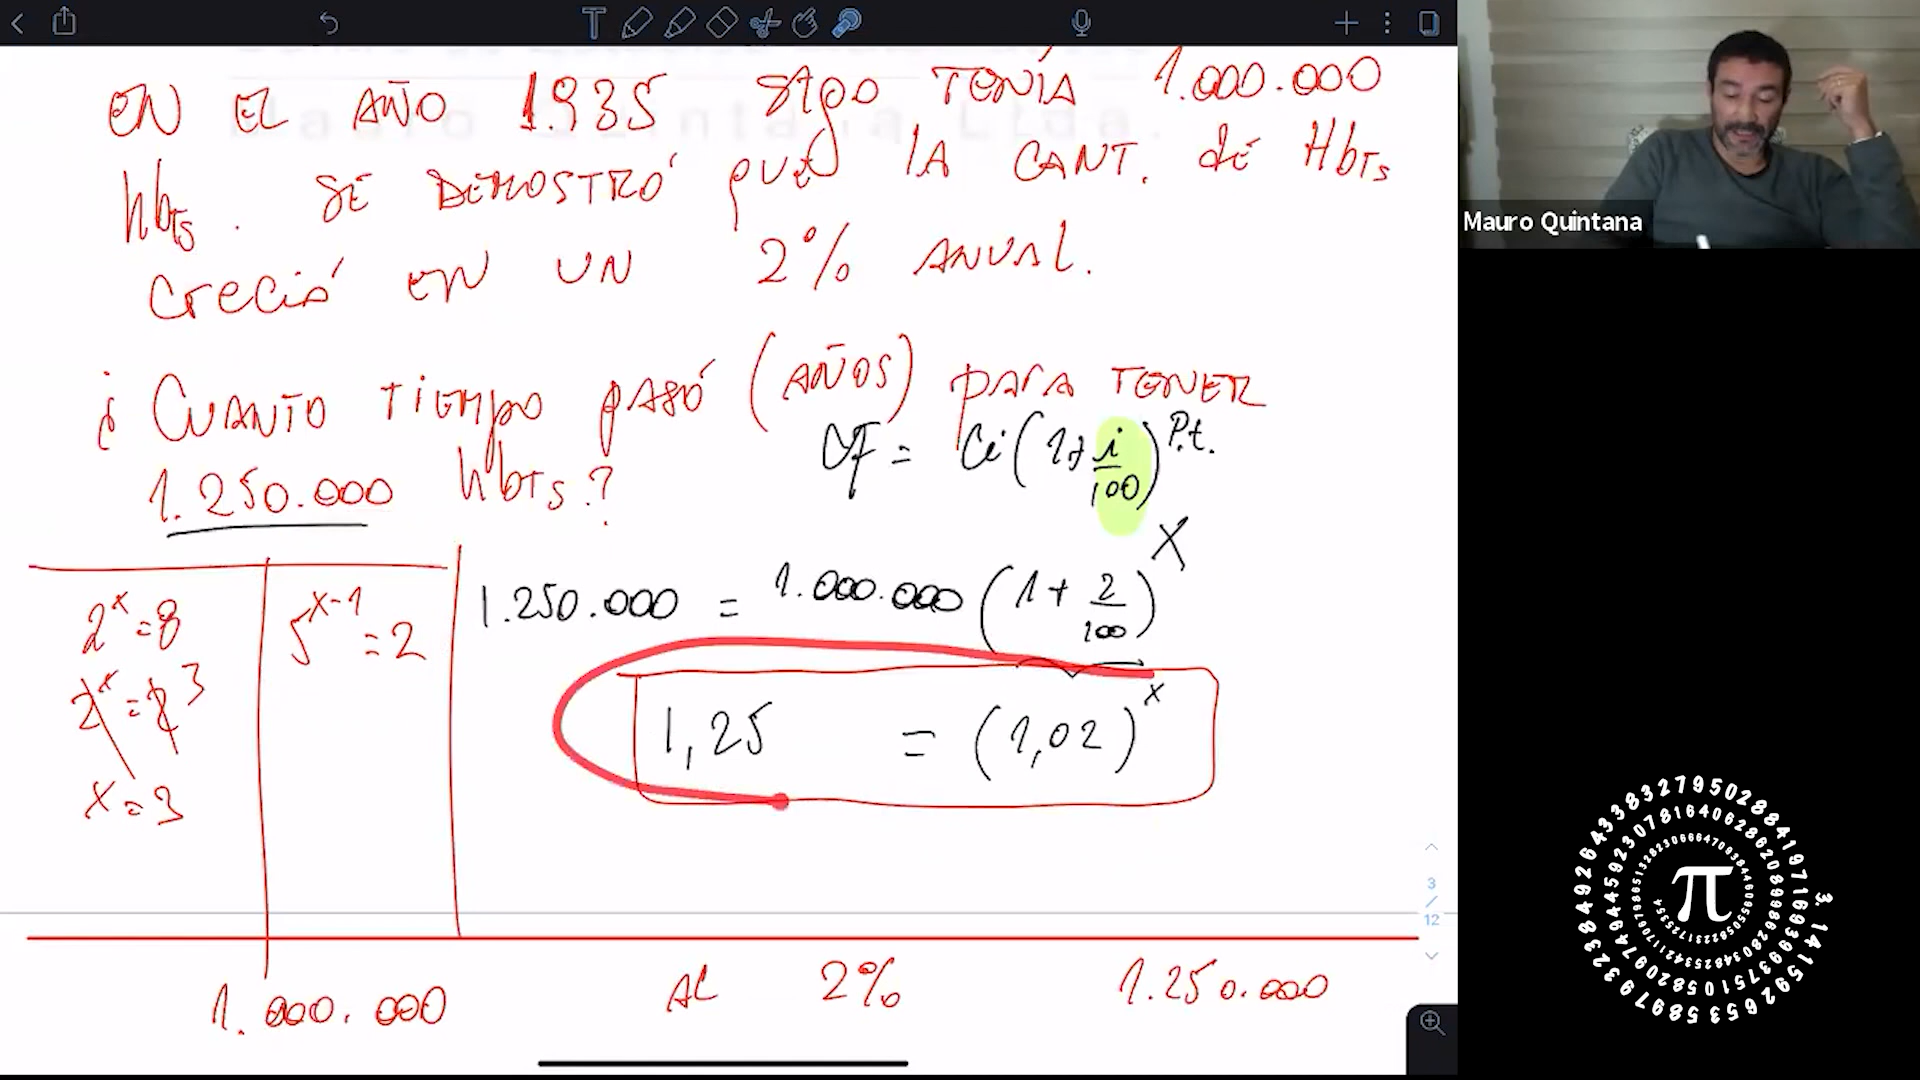 EN EL AÑO 1.935 Stgo TENÍA 1.000.000
hbts. SE DEMOSTRÓ que LA CANT. de Hbts
creció en un 2% ANUAL.
¿CUANTO TIEMPO PASÓ (AÑOS) PARA TENER
1.250.000 hbts.?
Cf = Ci(1+i/100)^P.t.
1.250.000 = 1.000.000 (1+2/100)^X
1,25 = (1,02)^x
2^x=8
2^x=2^3
x=3
5^x-1=2
1.000.000 AL 2% 1.250.000
Mauro Quintana
3
/
12
π